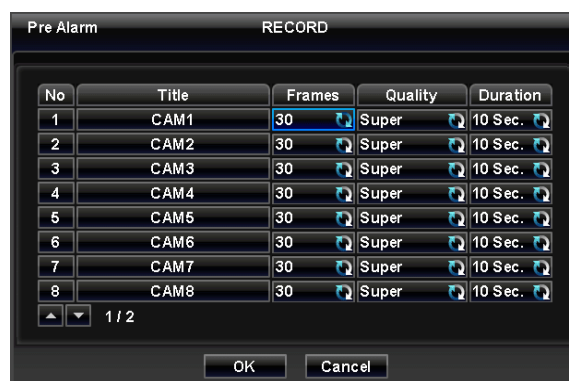 Pre Alarm RECORD
No Title Frames Quality Duration
1 CAM1 30 Super 10 Sec.
2 CAM2 30 Super 10 Sec.
3 CAM3 30 Super 10 Sec.
4 CAM4 30 Super 10 Sec.
5 CAM5 30 Super 10 Sec.
6 CAM6 30 Super 10 Sec.
7 CAM7 30 Super 10 Sec.
8 CAM8 30 Super 10 Sec.
1 / 2
OK Cancel